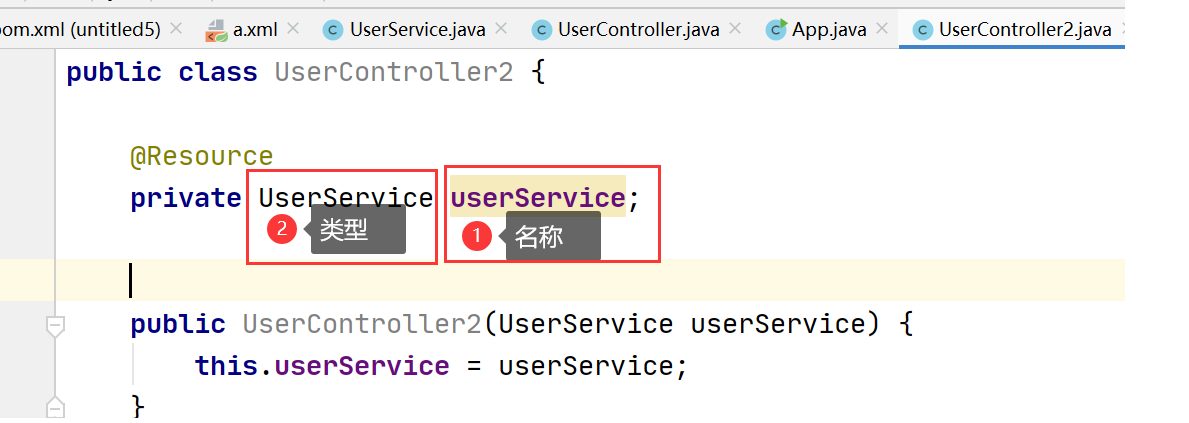 pom.xml (untitled5) a.xml UserService.java UserController.java App.java UserController2.java
public class UserController2 {
@Resource
private UserService userService;
2 类型 1 名称
public UserController2(UserService userService) {
this.userService = userService;
}